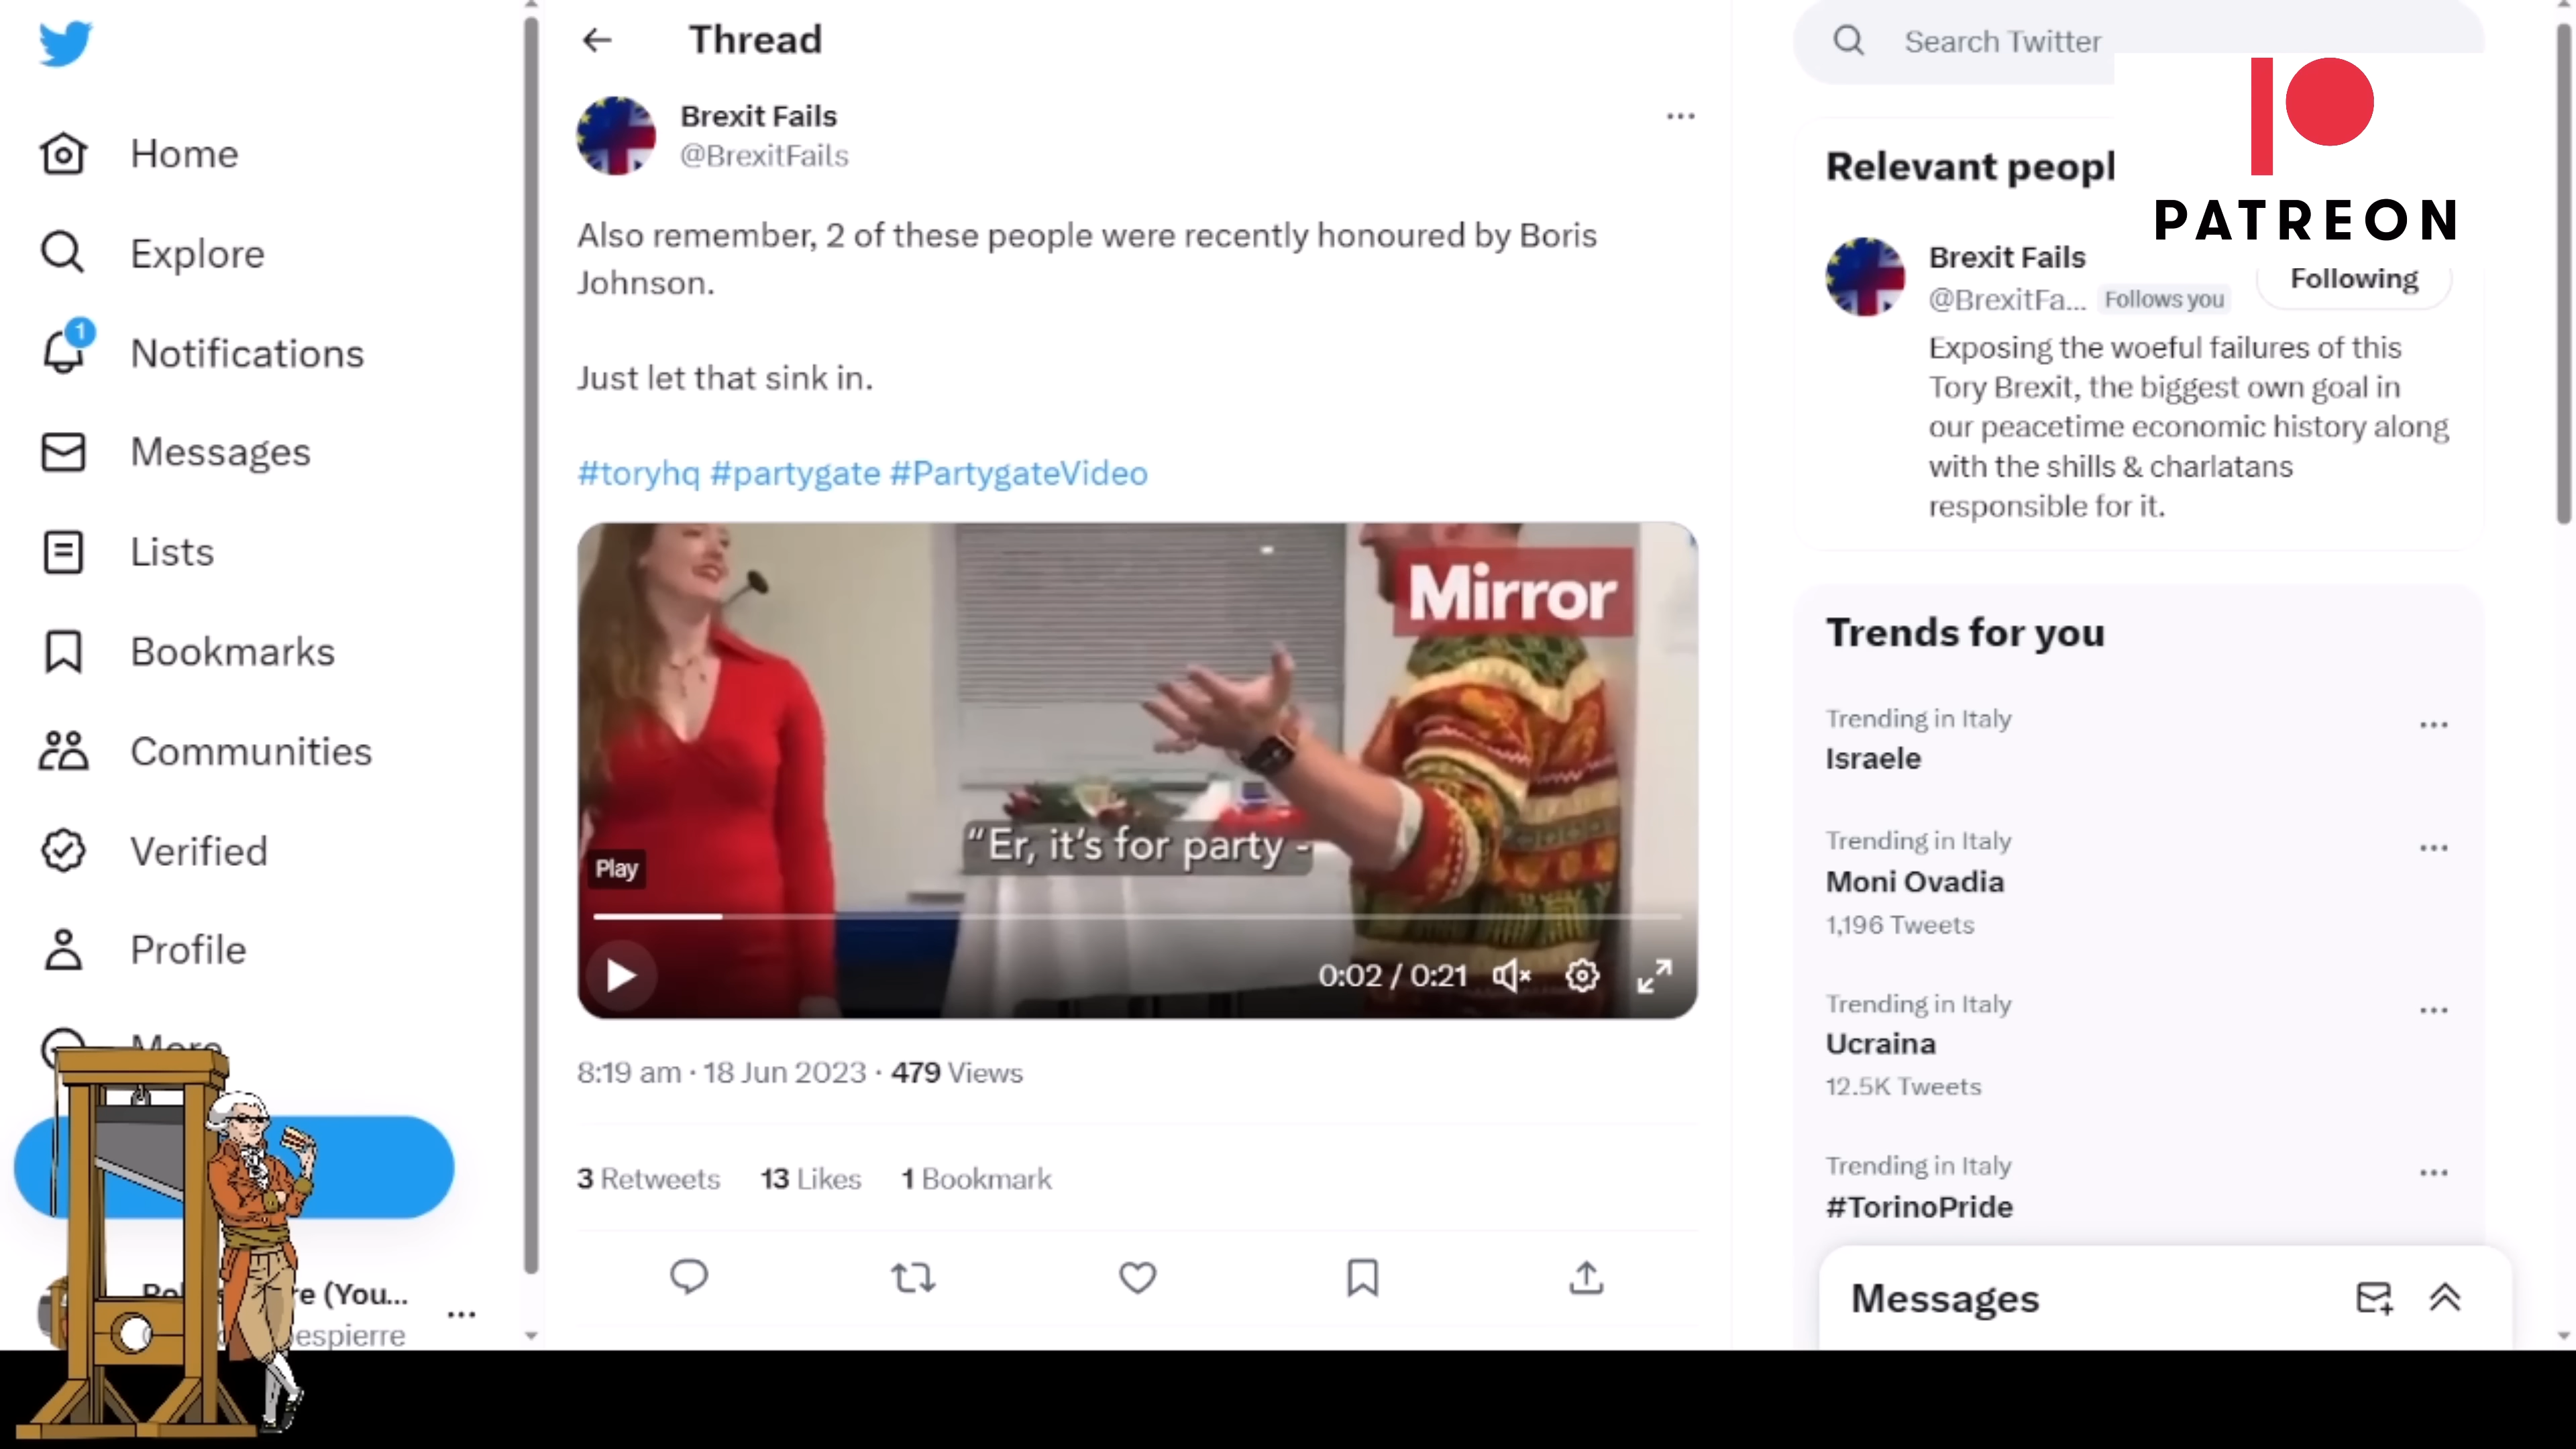 Home
Explore
1
Notifications
Messages
Lists
Bookmarks
Communities
Verified
Profile
More
re (You...
espierre
Thread
Brexit Fails
@BrexitFails
Also remember, 2 of these people were recently honoured by Boris
Johnson.
Just let that sink in.
#toryhq #partygate #PartygateVideo
Mirror
"Er, it's for party -
Play
0:02 / 0:21
8:19 am · 18 Jun 2023 · 479 Views
3 Retweets 13 Likes 1 Bookmark
Search Twitter
PATREON
Relevant peopl
Brexit Fails
@BrexitFa... Follows you
Following
Exposing the woeful failures of this
Tory Brexit, the biggest own goal in
our peacetime economic history along
with the shills & charlatans
responsible for it.
Trends for you
Trending in Italy
Israele
Trending in Italy
Moni Ovadia
1,196 Tweets
Trending in Italy
Ucraina
12.5K Tweets
Trending in Italy
#TorinoPride
Messages